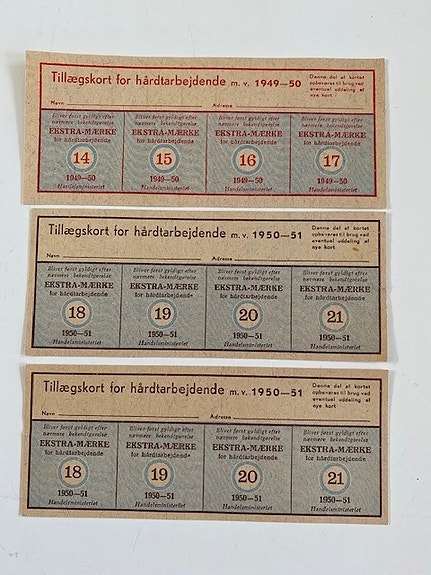 Tillægskort for hårdtarbejdende m. v. 1949—50
Denne del af kortet
opbevares til brug ved
eventuel uddeling af
nye kort
Navn Adresse
Bliver først gyldigt efter nærmere bekendtgørelse
EKSTRA-MÆRKE
for hårdtarbejdende
14
1949—50
Handelsministeriet
Bliver først gyldigt efter nærmere bekendtgørelse
EKSTRA-MÆRKE
for hårdtarbejdende
15
1949—50
Handelsministeriet
Bliver først gyldigt efter nærmere bekendtgørelse
EKSTRA-MÆRKE
for hårdtarbejdende
16
1949—50
Handelsministeriet
Bliver først gyldigt efter nærmere bekendtgørelse
EKSTRA-MÆRKE
for hårdtarbejdende
17
1949—50
Handelsministeriet
Tillægskort for hårdtarbejdende m. v. 1950—51
Denne del af kortet
opbevares til brug ved
eventuel uddeling af
nye kort
Navn Adresse
Bliver først gyldigt efter
nærmere bekendtgørelse
EKSTRA-MÆRKE
for hårdtarbejdende
18
1950—51
Handelsministeriet
Bliver først gyldigt efter
nærmere bekendtgørelse
EKSTRA-MÆRKE
for hårdtarbejdende
19
1950—51
Handelsministeriet
Bliver først gyldigt efter
nærmere bekendtgørelse
EKSTRA-MÆRKE
for hårdtarbejdende
20
1950—51
Handelsministeriet
Bliver først gyldigt efter
nærmere bekendtgørelse
EKSTRA-MÆRKE
for hårdtarbejdende
21
1950—51
Handelsministeriet
Tillægskort for hårdtarbejdende m. v. 1950—51
Denne del af kortet
opbevares til brug ved
eventuel uddeling af
nye kort
Navn Adresse
Bliver først gyldigt efter
nærmere bekendtgørelse
EKSTRA-MÆRKE
for hårdtarbejdende
18
1950—51
Handelsministeriet
Bliver først gyldigt efter
nærmere bekendtgørelse
EKSTRA-MÆRKE
for hårdtarbejdende
19
1950—51
Handelsministeriet
Bliver først gyldigt efter
nærmere bekendtgørelse
EKSTRA-MÆRKE
for hårdtarbejdende
20
1950—51
Handelsministeriet
Bliver først gyldigt efter
nærmere bekendtgørelse
EKSTRA-MÆRKE
for hårdtarbejdende
21
1950—51
Handelsministeriet